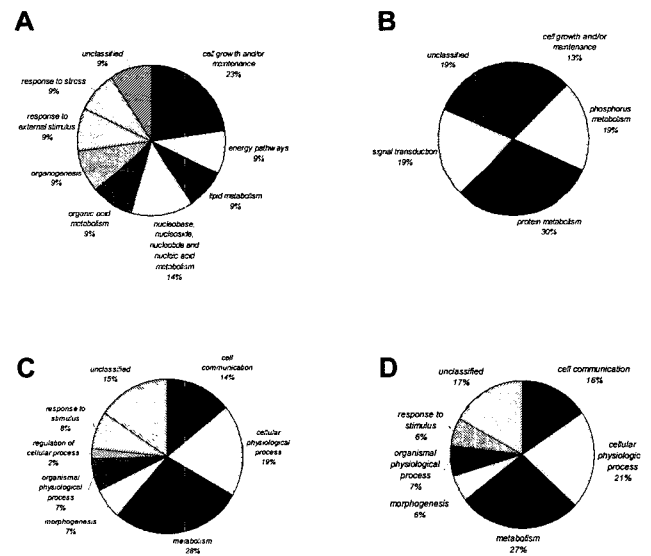 A
unclassified
9%
cell growth and/or
maintenance
23%
response to stress
9%
response to
external stimulus
9%
organogenesis
9%
organic acid
metabolism
9%
nucleobase,
nucleoside,
nucleotide and
nucleic acid
metabolism
14%
lipid metabolism
9%
energy pathways
9%
B
cell growth and/or
maintenance
13%
unclassified
19%
phosphorus
metabolism
19%
signal transduction
19%
protein metabolism
30%
C
unclassified
15%
cell
communication
14%
response to
stimulus
8%
regulation of
cellular process
2%
organismal
physiological
process
7%
morphogenesis
7%
metabolism
28%
cellular
physiological
process
19%
D
unclassified
17%
cell communication
16%
response to
stimulus
6%
organismal
physiological
process
7%
morphogenesis
6%
metabolism
27%
cellular
physiologic
process
21%